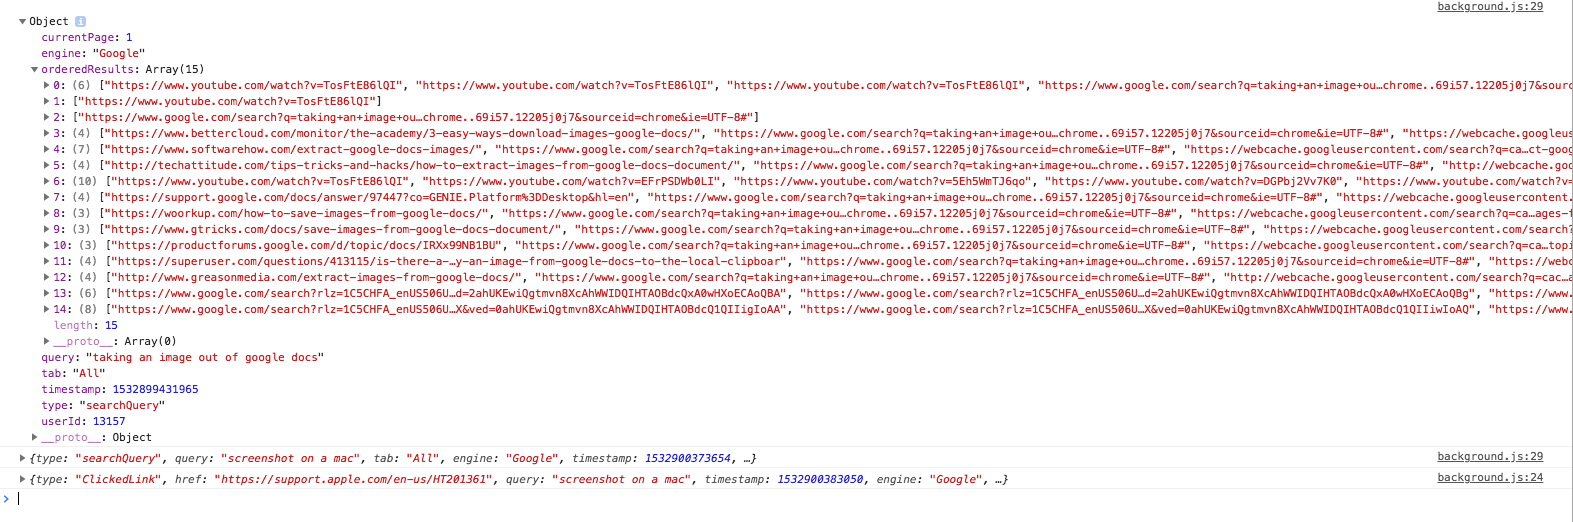 background.js:29
Object i
currentPage: 1
engine: "Google"
orderedResults: Array(15)
0: (6) ["https://www.youtube.com/watch?v=TosFtE86lQI", "https://www.youtube.com/watch?v=TosFtE86lQI", "https://www.youtube.com/watch?v=TosFtE86lQI", "https://www.google.com/search?q=taking+an+image+ou…chrome..69i57.12205j0j7&sourc
1: ["https://www.youtube.com/watch?v=TosFtE86lQI"]
2: ["https://www.google.com/search?q=taking+an+image+ou…chrome..69i57.12205j0j7&sourceid=chrome&ie=UTF-8#"]
3: (4) ["https://www.bettercloud.com/monitor/the-academy/3-easy-ways-download-images-google-docs/", "https://www.google.com/search?q=taking+an+image+ou…chrome..69i57.12205j0j7&sourceid=chrome&ie=UTF-8#", "https://webcache.googleus
4: (7) ["https://www.softwarehow.com/extract-google-docs-images/", "https://www.google.com/search?q=taking+an+image+ou…chrome..69i57.12205j0j7&sourceid=chrome&ie=UTF-8#", "https://webcache.googleusercontent.com/search?q=ca…ct-goog
5: (4) ["http://techattitude.com/tips-tricks-and-hacks/how-to-extract-images-from-google-docs-document/", "https://www.google.com/search?q=taking+an+image+ou…chrome..69i57.12205j0j7&sourceid=chrome&ie=UTF-8#", "http://webcache.goo
6: (10) ["https://www.youtube.com/watch?v=TosFtE86lQI", "https://www.youtube.com/watch?v=EFrPSDWb0LI", "https://www.youtube.com/watch?v=5Eh5WmTJ6qo", "https://www.youtube.com/watch?v=DGPbj2Vv7K0", "https://www.youtube.com/watch?v=
7: (4) ["https://support.google.com/docs/answer/97447?co=GENIE.Platform%3DDesktop&hl=en", "https://www.google.com/search?q=taking+an+image+ou…chrome..69i57.12205j0j7&sourceid=chrome&ie=UTF-8#", "https://webcache.googleuserconten
8: (3) ["https://woorkup.com/how-to-save-images-from-google-docs/", "https://www.google.com/search?q=taking+an+image+ou…chrome..69i57.12205j0j7&sourceid=chrome&ie=UTF-8#", "https://webcache.googleusercontent.com/search?q=ca…ages-f
9: (3) ["https://www.gtricks.com/docs/save-images-from-google-docs-document/", "https://www.google.com/search?q=taking+an+image+ou…chrome..69i57.12205j0j7&sourceid=chrome&ie=UTF-8#", "https://webcache.googleusercontent.com/search?
10: (3) ["https://productforums.google.com/d/topic/docs/IRXx99NB1BU", "https://www.google.com/search?q=taking+an+image+ou…chrome..69i57.12205j0j7&sourceid=chrome&ie=UTF-8#", "https://webcache.googleusercontent.com/search?q=ca…topi
11: (4) ["https://superuser.com/questions/413115/is-there-a-…y-an-image-from-google-docs-to-the-local-clipboar", "https://www.google.com/search?q=taking+an+image+ou…chrome..69i57.12205j0j7&sourceid=chrome&ie=UTF-8#", "https://webc
12: (4) ["http://www.greasonmedia.com/extract-images-from-google-docs/", "https://www.google.com/search?q=taking+an+image+ou…chrome..69i57.12205j0j7&sourceid=chrome&ie=UTF-8#", "http://webcache.googleusercontent.com/search?q=cac…a
13: (6) ["https://www.google.com/search?rlz=1C5CHFA_enUS506U…d=2ahUKEwiQgtmvn8XcAhWWIDQIHTAOBdcQxA0wHXoECAoQBA", "https://www.google.com/search?rlz=1C5CHFA_enUS506U…d=2ahUKEwiQgtmvn8XcAhWWIDQIHTAOBdcQxA0wHXoECAoQBg", "https://www.
14: (8) ["https://www.google.com/search?rlz=1C5CHFA_enUS506U…X&ved=0ahUKEwiQgtmvn8XcAhWWIDQIHTAOBdcQ1QIIigIoAA", "https://www.google.com/search?rlz=1C5CHFA_enUS506U…X&ved=0ahUKEwiQgtmvn8XcAhWWIDQIHTAOBdcQ1QIIiwIoAQ", "https://www.
length: 15
__proto__: Array(0)
query: "taking an image out of google docs"
tab: "All"
timestamp: 1532899431965
type: "searchQuery"
userId: 13157
__proto__: Object
{type: "searchQuery", query: "screenshot on a mac", tab: "All", engine: "Google", timestamp: 1532900373654, …} background.js:29
{type: "ClickedLink", href: "https://support.apple.com/en-us/HT201361", query: "screenshot on a mac", timestamp: 1532900383050, engine: "Google", …} background.js:24